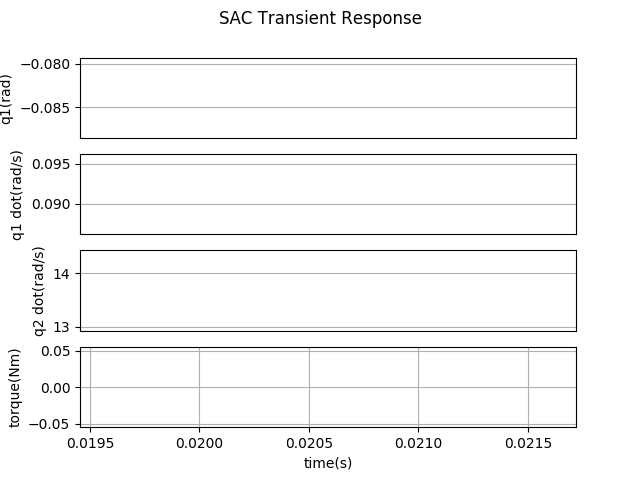 SAC Transient Response
−0.080
−0.085
q1(rad)
0.095
0.090
q1 dot(rad/s)
14
13
q2 dot(rad/s)
0.05
0.00
−0.05
torque(Nm)
0.0195 0.0200 0.0205 0.0210 0.0215
time(s)